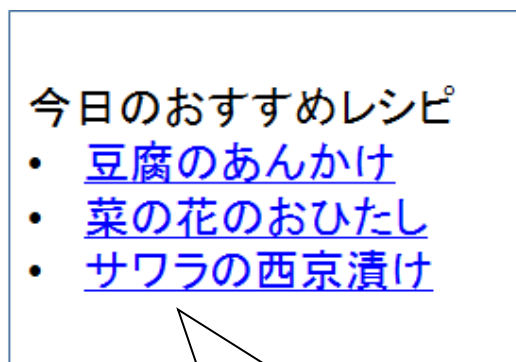 今日のおすすめレシピ
• 豆腐のあんかけ
• 菜の花のおひたし
• サワラの西京漬け